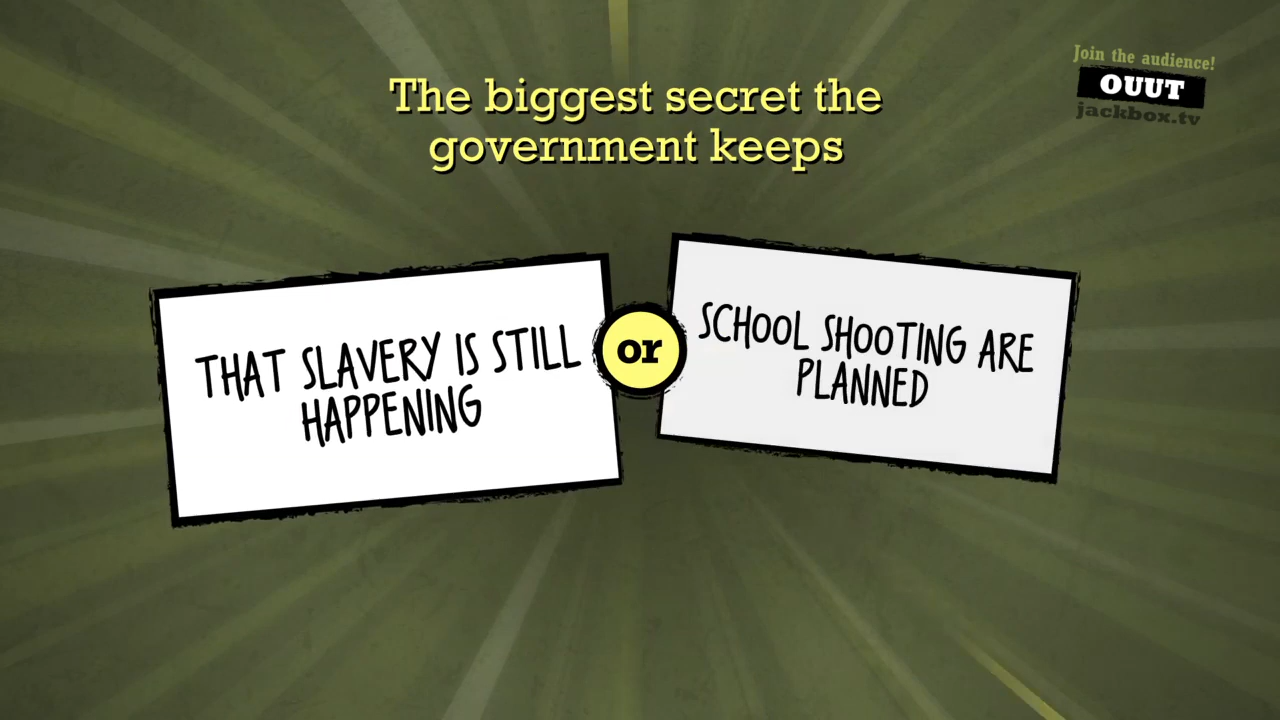 Join the audience!
OUUT
jackbox.tv
The biggest secret the
government keeps
THAT SLAVERY IS STILL
HAPPENING
or
SCHOOL SHOOTING ARE
PLANNED